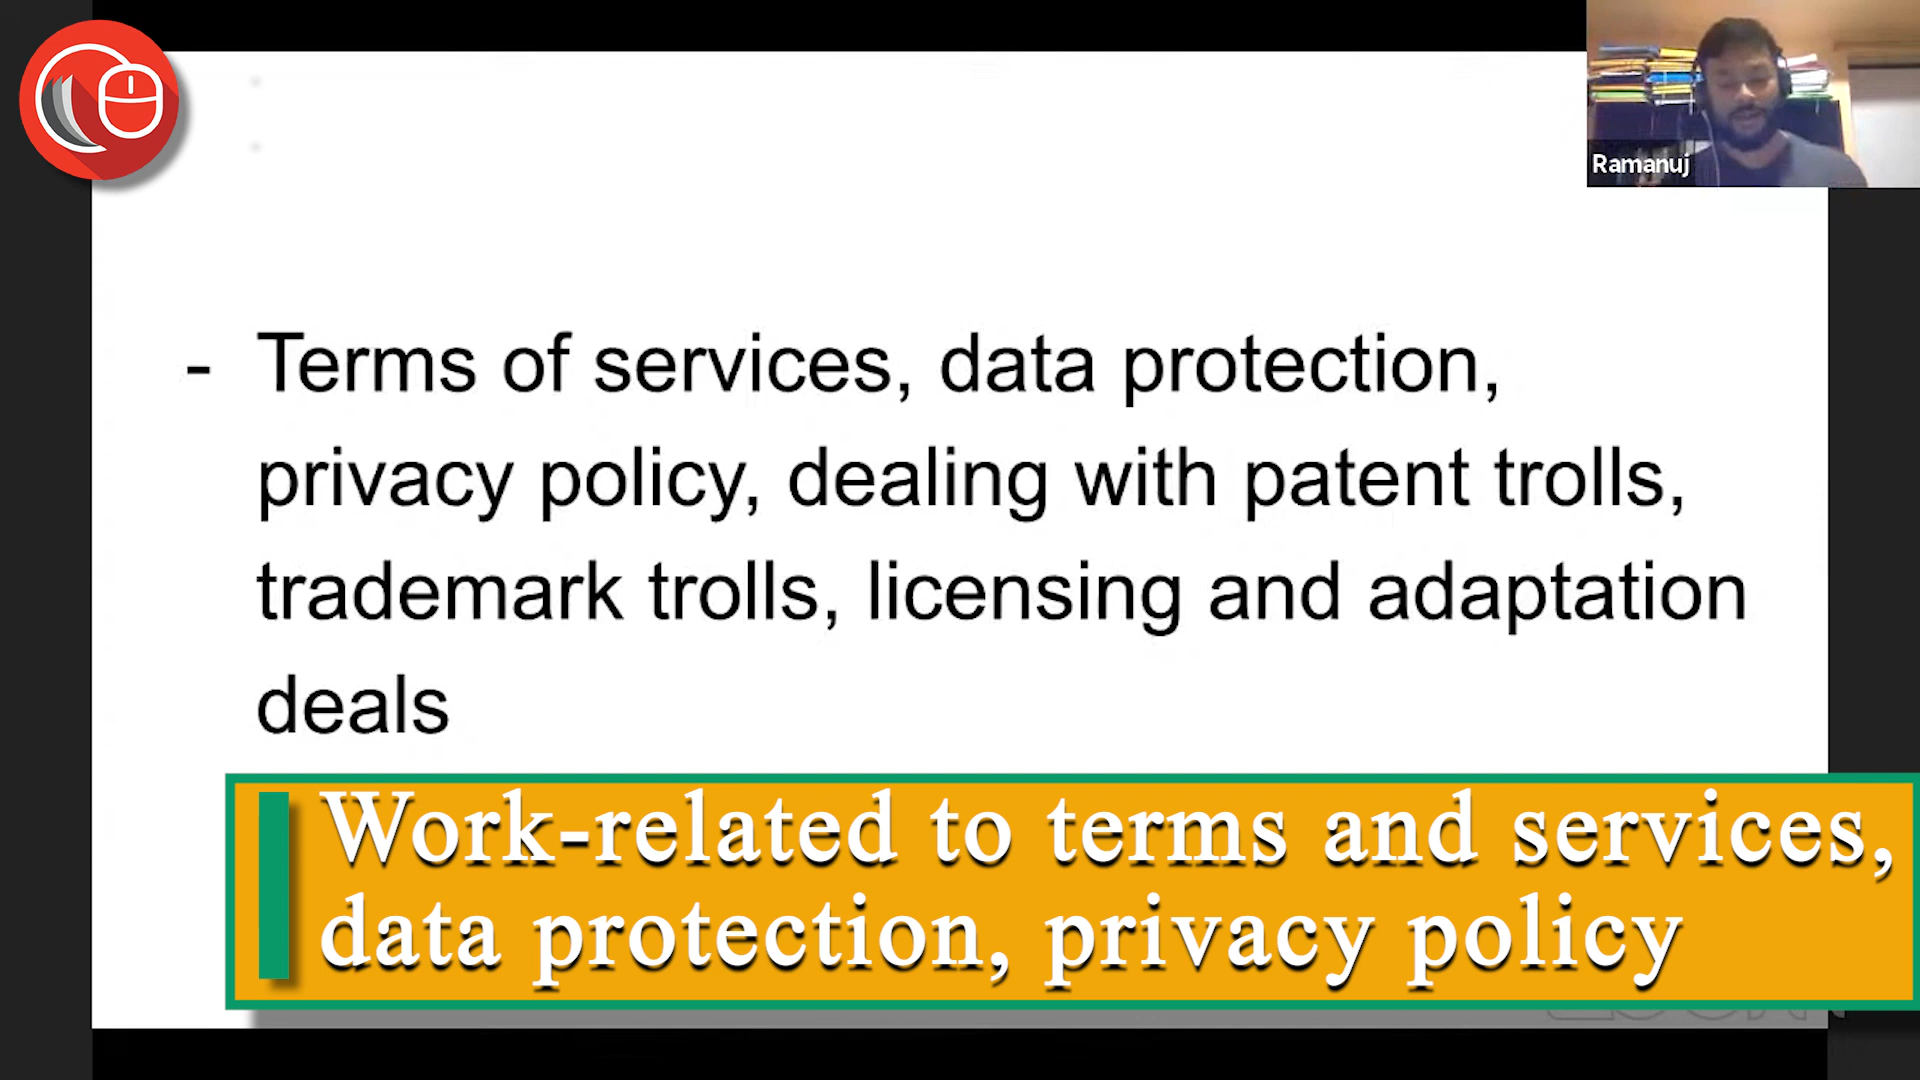 Ramanuj
- Terms of services, data protection,
privacy policy, dealing with patent trolls,
trademark trolls, licensing and adaptation
deals
Work-related to terms and services,
data protection, privacy policy